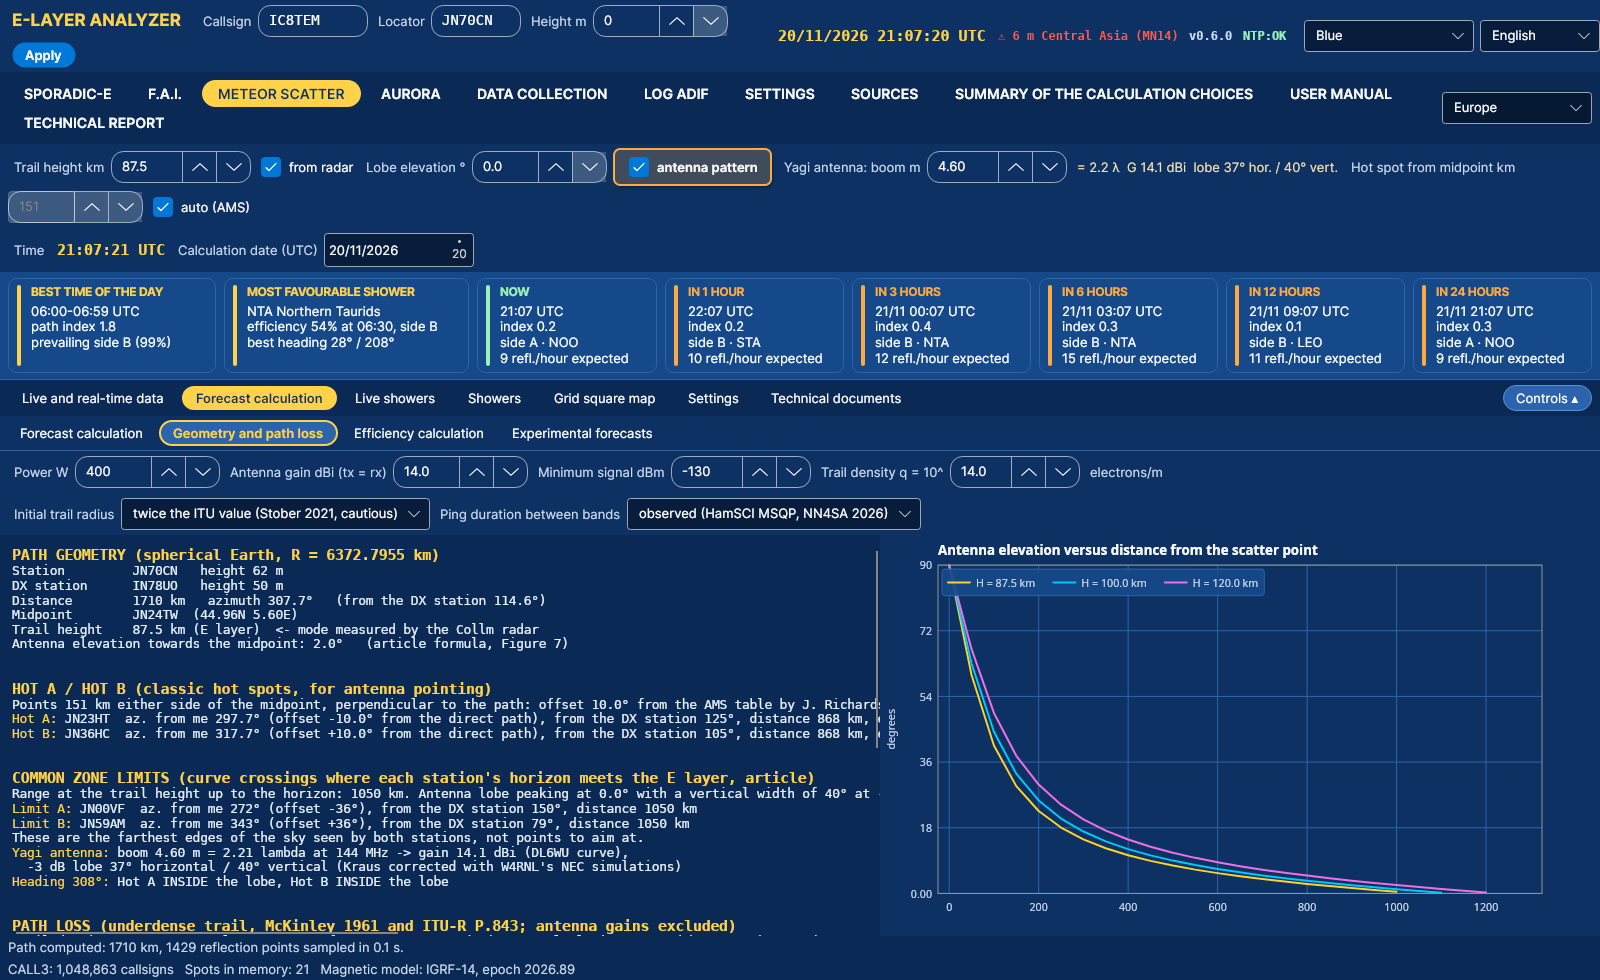 E-LAYER ANALYZER Callsign IC8TEM Locator JN70CN Height m 0
20/11/2026 21:07:20 UTC ⚠ 6 m Central Asia (MN14) v0.6.0 NTP:OK Blue English
Apply
SPORADIC-E F.A.I. METEOR SCATTER AURORA DATA COLLECTION LOG ADIF SETTINGS SOURCES SUMMARY OF THE CALCULATION CHOICES USER MANUAL
TECHNICAL REPORT
Europe
Trail height km 87.5 from radar Lobe elevation ° 0.0 antenna pattern Yagi antenna: boom m 4.60 = 2.2 λ G 14.1 dBi lobe 37° hor. / 40° vert. Hot spot from midpoint km
151 auto (AMS)
Time 21:07:21 UTC Calculation date (UTC) 20/11/2026 20
BEST TIME OF THE DAY
06:00-06:59 UTC
path index 1.8
prevailing side B (99%)
MOST FAVOURABLE SHOWER
NTA Northern Taurids
efficiency 54% at 06:30, side B
best heading 28° / 208°
NOW
21:07 UTC
index 0.2
side A · NOO
9 refl./hour expected
IN 1 HOUR
22:07 UTC
index 0.2
side B · STA
10 refl./hour expected
IN 3 HOURS
21/11 00:07 UTC
index 0.4
side B · NTA
12 refl./hour expected
IN 6 HOURS
21/11 03:07 UTC
index 0.3
side B · NTA
15 refl./hour expected
IN 12 HOURS
21/11 09:07 UTC
index 0.1
side B · LEO
11 refl./hour expected
IN 24 HOURS
21/11 21:07 UTC
index 0.3
side A · NOO
9 refl./hour expected
Live and real-time data Forecast calculation Live showers Showers Grid square map Settings Technical documents Controls ▴
Forecast calculation Geometry and path loss Efficiency calculation Experimental forecasts
Power W 400 Antenna gain dBi (tx = rx) 14.0 Minimum signal dBm -130 Trail density q = 10^ 14.0 electrons/m
Initial trail radius twice the ITU value (Stober 2021, cautious) Ping duration between bands observed (HamSCI MSQP, NN4SA 2026)
PATH GEOMETRY (spherical Earth, R = 6372.7955 km)
Station JN70CN height 62 m
DX station IN78UO height 50 m
Distance 1710 km azimuth 307.7° (from the DX station 114.6°)
Midpoint JN24TW (44.96N 5.60E)
Trail height 87.5 km (E layer) <- mode measured by the Collm radar
Antenna elevation towards the midpoint: 2.0° (article formula, Figure 7)
HOT A / HOT B (classic hot spots, for antenna pointing)
Points 151 km either side of the midpoint, perpendicular to the path: offset 10.0° from the AMS table by J. Richards
Hot A: JN23HT az. from me 297.7° (offset -10.0° from the direct path), from the DX station 125°, distance 868 km,
Hot B: JN36HC az. from me 317.7° (offset +10.0° from the direct path), from the DX station 105°, distance 868 km,
COMMON ZONE LIMITS (curve crossings where each station's horizon meets the E layer, article)
Range at the trail height up to the horizon: 1050 km. Antenna lobe peaking at 0.0° with a vertical width of 40° at
Limit A: JN00VF az. from me 272° (offset -36°), from the DX station 150°, distance 1050 km
Limit B: JN59AM az. from me 343° (offset +36°), from the DX station 79°, distance 1050 km
These are the farthest edges of the sky seen by both stations, not points to aim at.
Yagi antenna: boom 4.60 m = 2.21 lambda at 144 MHz -> gain 14.1 dBi (DL6WU curve),
-3 dB lobe 37° horizontal / 40° vertical (Kraus corrected with W4RNL's NEC simulations)
Heading 308°: Hot A INSIDE the lobe, Hot B INSIDE the lobe
PATH LOSS (underdense trail, McKinley 1961 and ITU-R P.843; antenna gains excluded)
Antenna elevation versus distance from the scatter point
H = 87.5 km H = 100.0 km H = 120.0 km
degrees
90
72
54
36
18
0.00
0 200 400 600 800 1000 1200
Path computed: 1710 km, 1429 reflection points sampled in 0.1 s.
CALL3: 1,048,863 callsigns Spots in memory: 21 Magnetic model: IGRF-14, epoch 2026.89